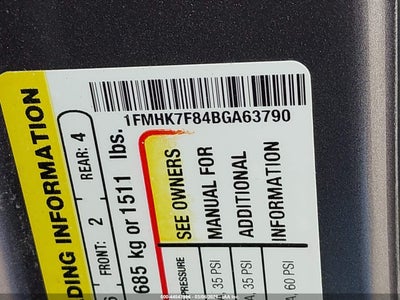 1FMHK7F84BGA63790
DING INFORMATION
REAR: 4
FRONT: 2
685 kg or 1511 lbs.
SEE OWNERS
MANUAL FOR
ADDITIONAL
INFORMATION
PRESSURE
35 PSI
35 PSI
60 PSI